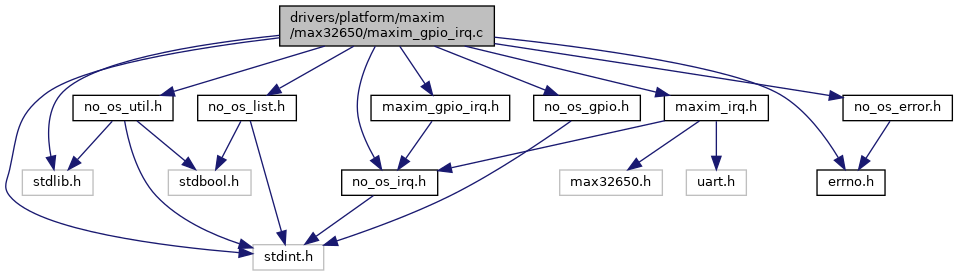 drivers/platform/maxim
/max32650/maxim_gpio_irq.c
no_os_util.h
no_os_list.h
maxim_gpio_irq.h
no_os_gpio.h
maxim_irq.h
no_os_error.h
stdlib.h
stdbool.h
no_os_irq.h
max32650.h
uart.h
errno.h
stdint.h